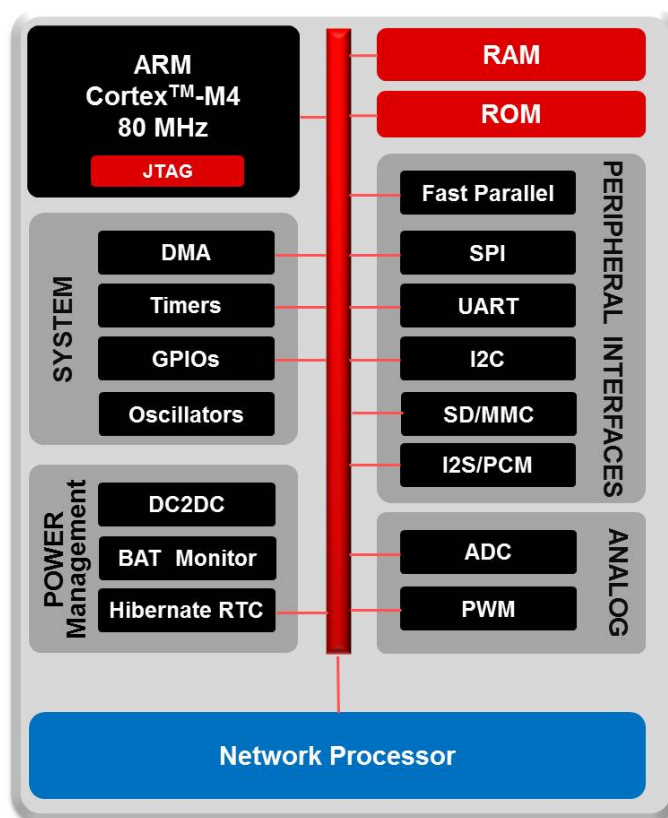 ARM
Cortex™-M4
80 MHz
JTAG
RAM
ROM
SYSTEM
DMA
Timers
GPIOs
Oscillators
PERIPHERAL INTERFACES
Fast Parallel
SPI
UART
I2C
SD/MMC
I2S/PCM
POWER
Management
DC2DC
BAT Monitor
Hibernate RTC
ANALOG
ADC
PWM
Network Processor